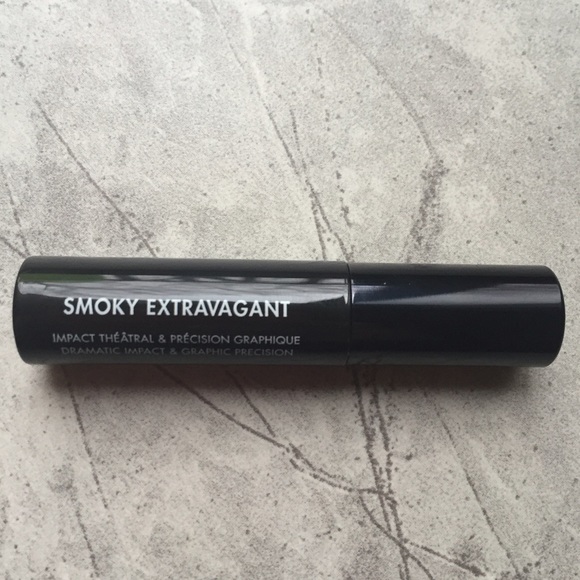 SMOKY EXTRAVAGANT
IMPACT THÉÂTRAL & PRÉCISION GRAPHIQUE
DRAMATIC IMPACT & GRAPHIC PRECISION